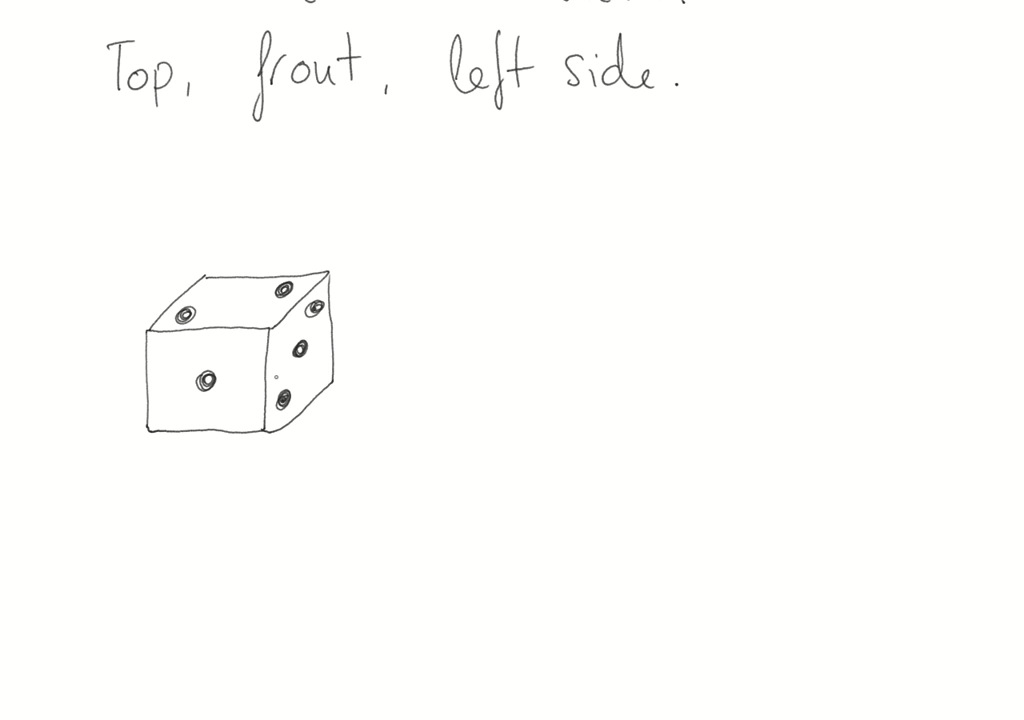 Top, front, left side.